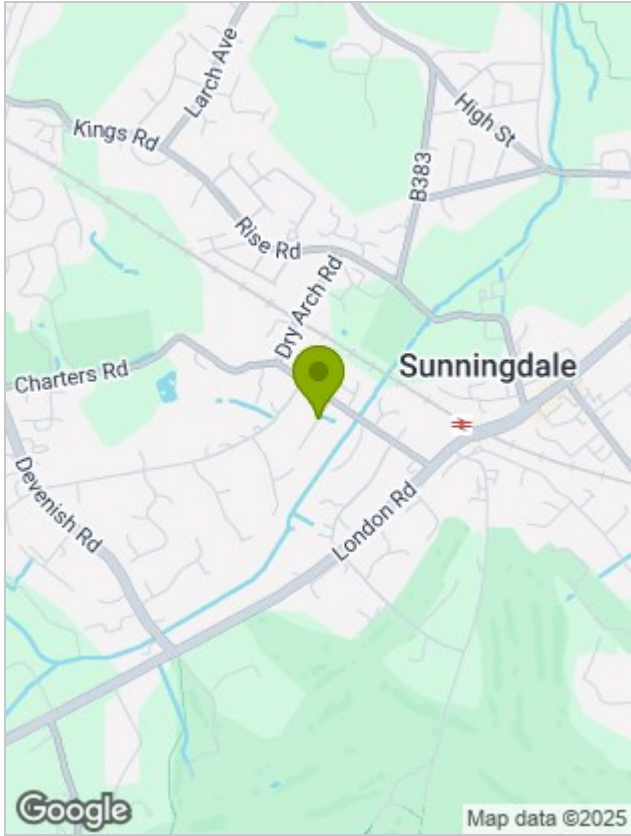 Larch Ave
High St
Kings Rd
B383
Rise Rd
Dry Arch Rd
Sunningdale
Charters Rd
Devenish Rd
London Rd
Google
Map data ©2025